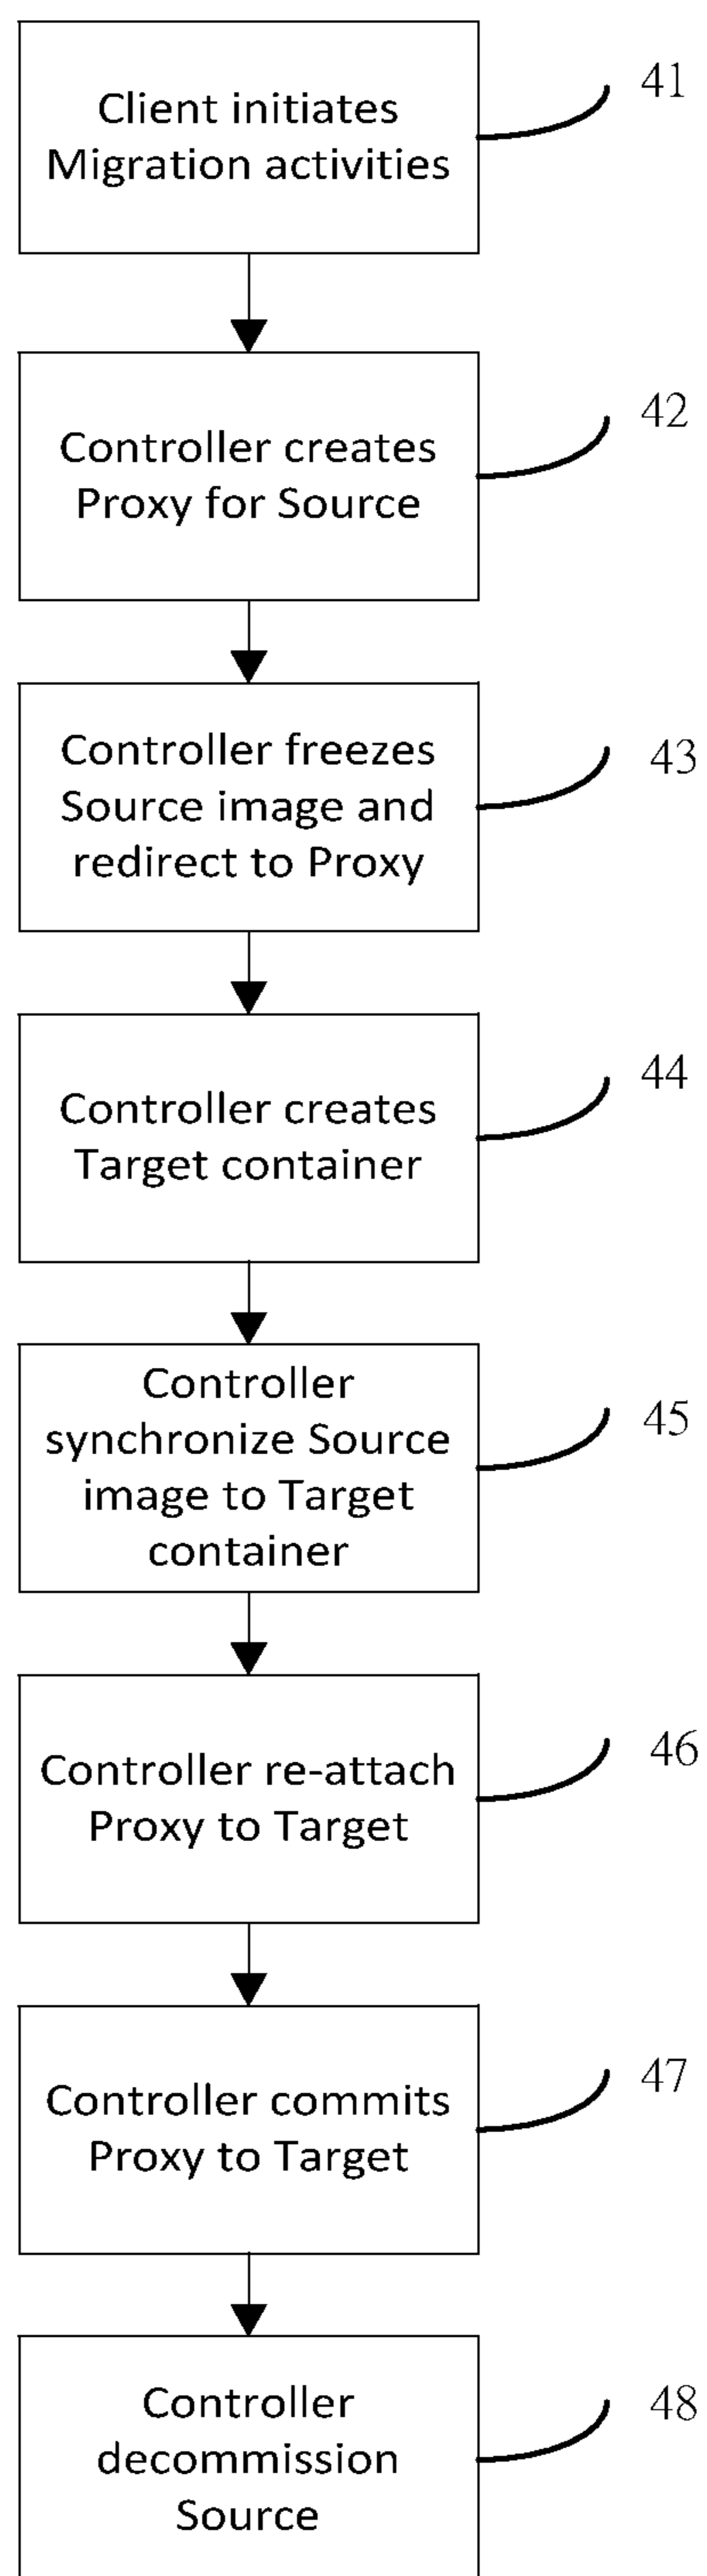 Client initiates
Migration activities
41
Controller creates
Proxy for Source
42
Controller freezes
Source image and
redirect to Proxy
43
Controller creates
Target container
44
Controller
synchronize Source
image to Target
container
45
Controller re-attach
Proxy to Target
46
Controller commits
Proxy to Target
47
Controller
decommission
Source
48